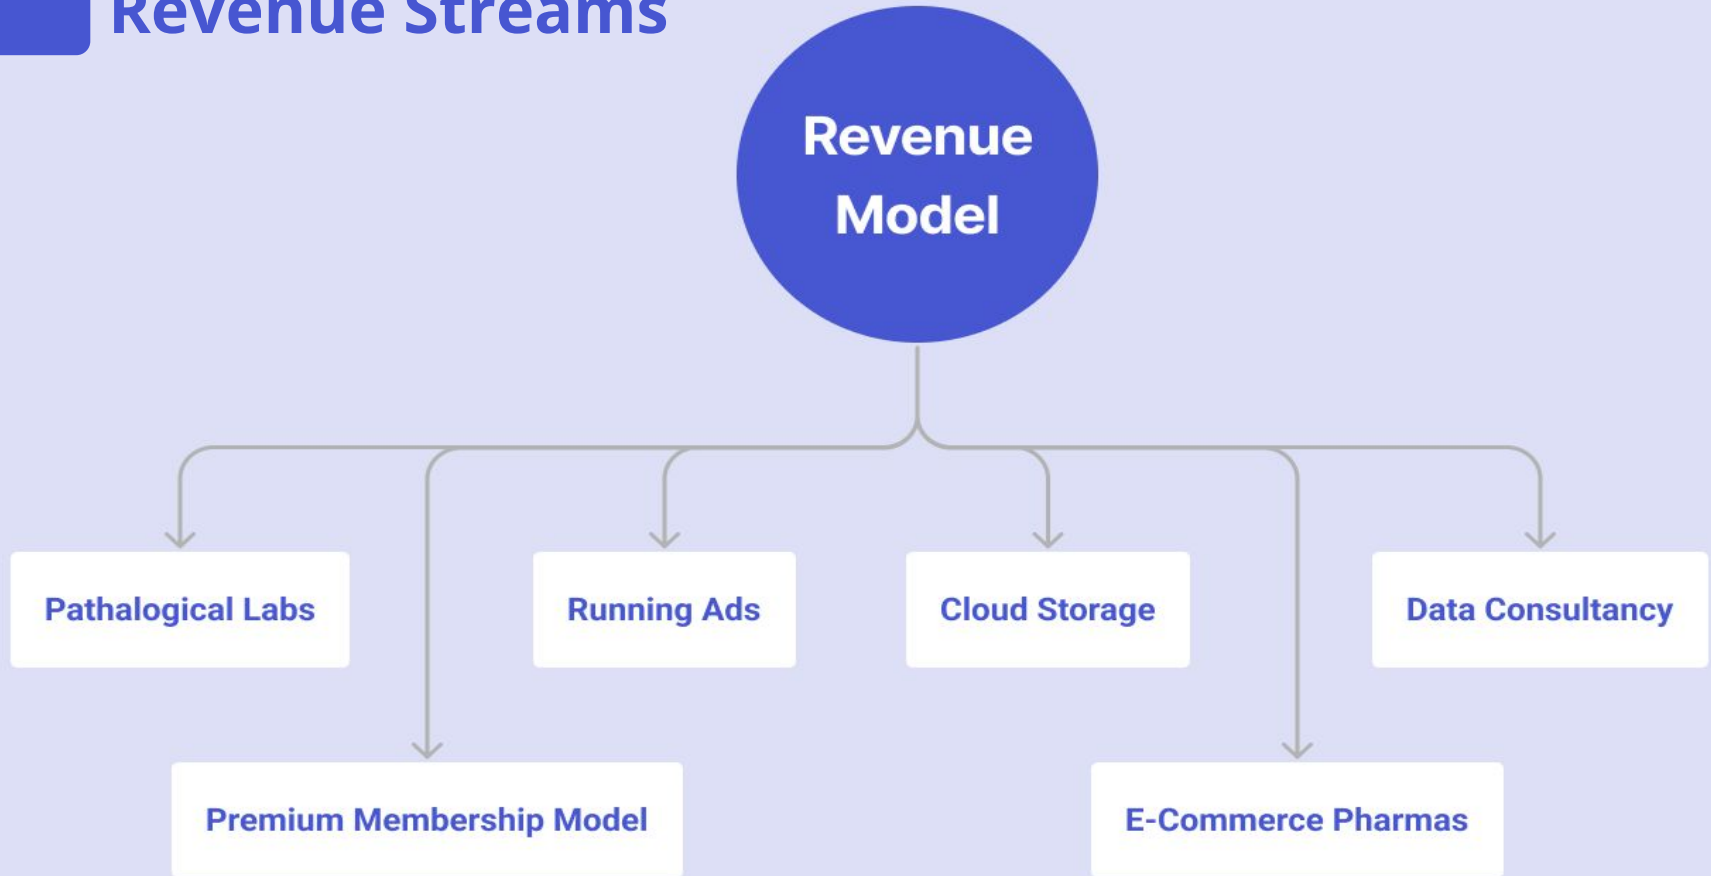 Revenue Streams
Revenue
Model
Pathalogical Labs
Running Ads
Cloud Storage
Data Consultancy
Premium Membership Model
E-Commerce Pharmas